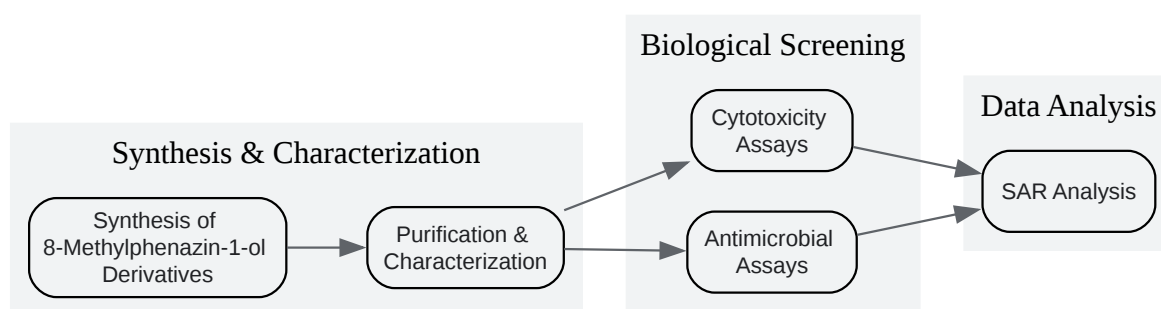 Synthesis & Characterization
Synthesis of
8-Methylphenazin-1-ol
Derivatives
Purification &
Characterization
Biological Screening
Cytotoxicity
Assays
Antimicrobial
Assays
Data Analysis
SAR Analysis